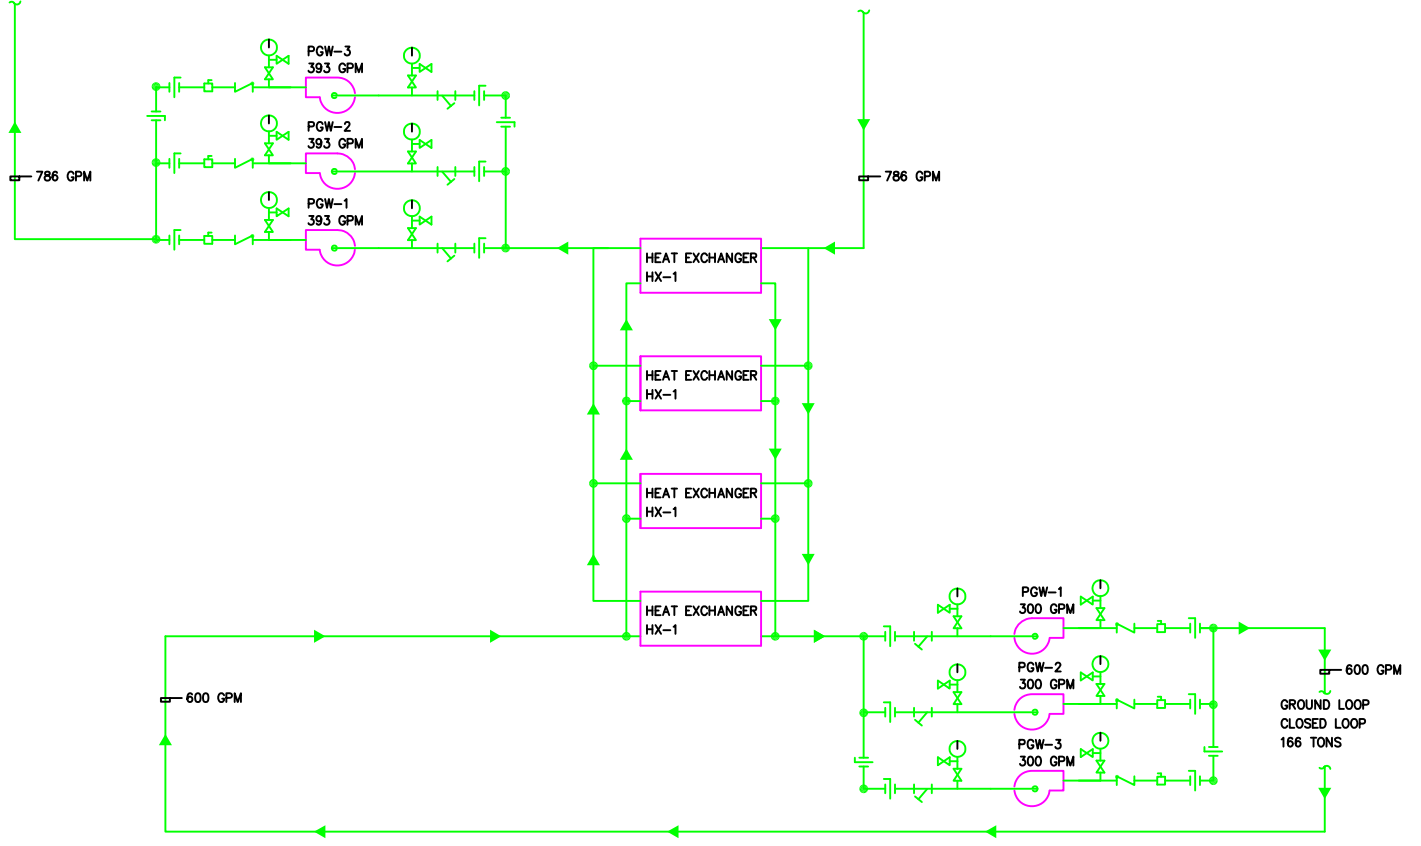 PGW-3
393 GPM
PGW-2
393 GPM
786 GPM
786 GPM
PGW-1
393 GPM
HEAT EXCHANGER
HX-1
HEAT EXCHANGER
HX-1
HEAT EXCHANGER
HX-1
HEAT EXCHANGER
HX-1
PGW-1
300 GPM
PGW-2
300 GPM
600 GPM
600 GPM
GROUND LOOP
CLOSED LOOP
166 TONS
PGW-3
300 GPM